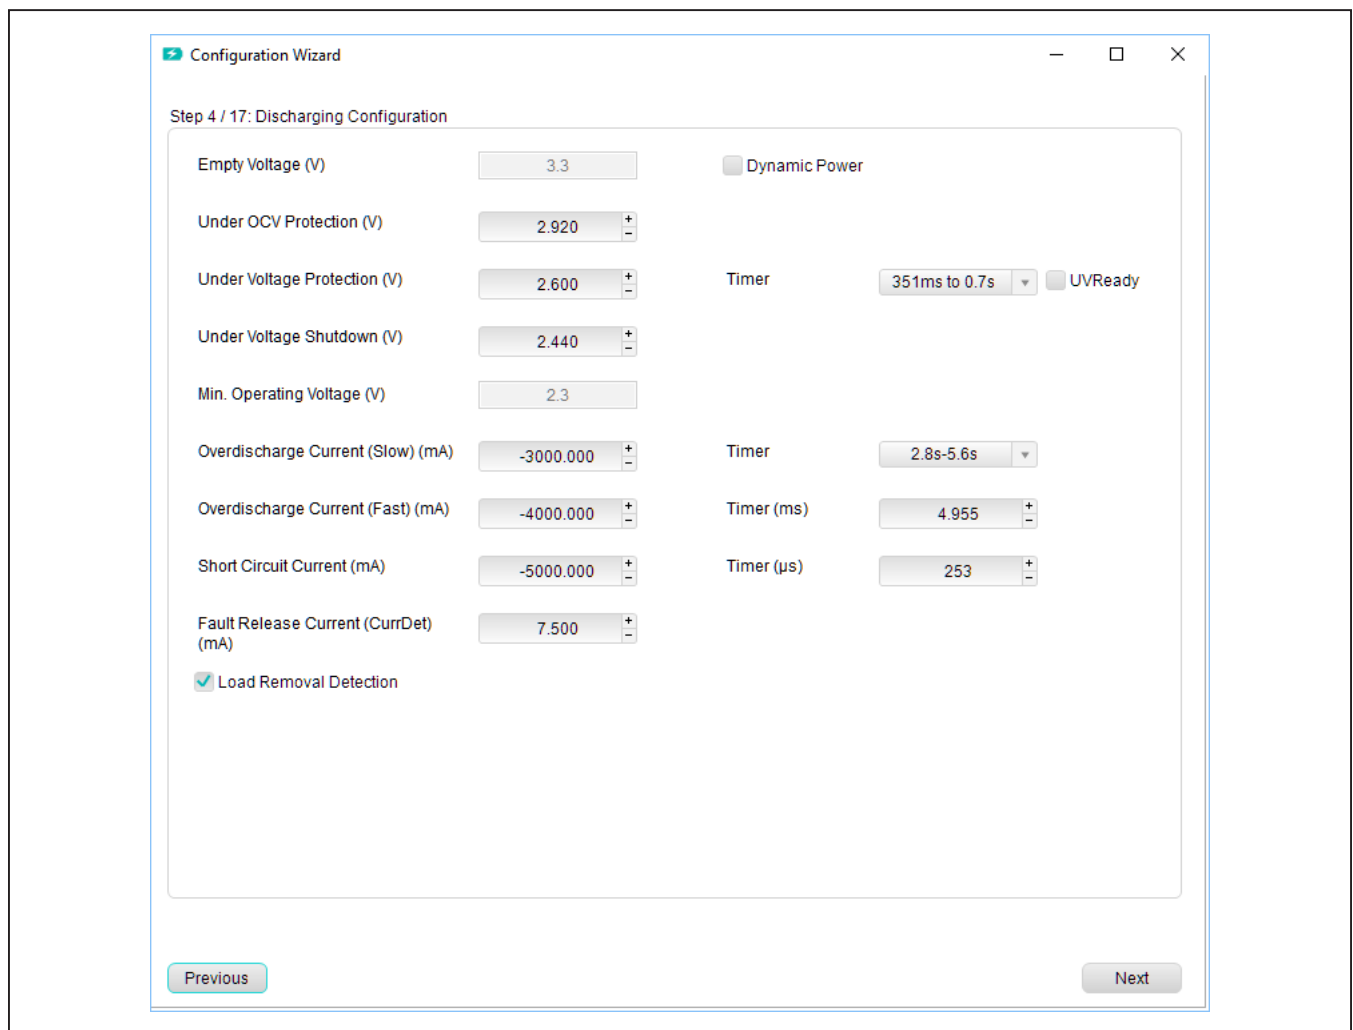 Configuration Wizard
Step 4 / 17: Discharging Configuration
Empty Voltage (V) 3.3 Dynamic Power
Under OCV Protection (V) 2.920 + −
Under Voltage Protection (V) 2.600 + − Timer 351ms to 0.7s UVReady
Under Voltage Shutdown (V) 2.440 + −
Min. Operating Voltage (V) 2.3
Overdischarge Current (Slow) (mA) -3000.000 + − Timer 2.8s-5.6s
Overdischarge Current (Fast) (mA) -4000.000 + − Timer (ms) 4.955 + −
Short Circuit Current (mA) -5000.000 + − Timer (µs) 253 + −
Fault Release Current (CurrDet)
(mA) 7.500 + −
Load Removal Detection
Previous Next